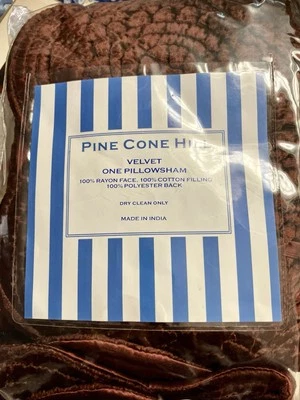 PINE CONE HILL
VELVET
ONE PILLOWSHAM
100% RAYON FACE, 100% COTTON FILLING
100% POLYESTER BACK
DRY CLEAN ONLY
MADE IN INDIA